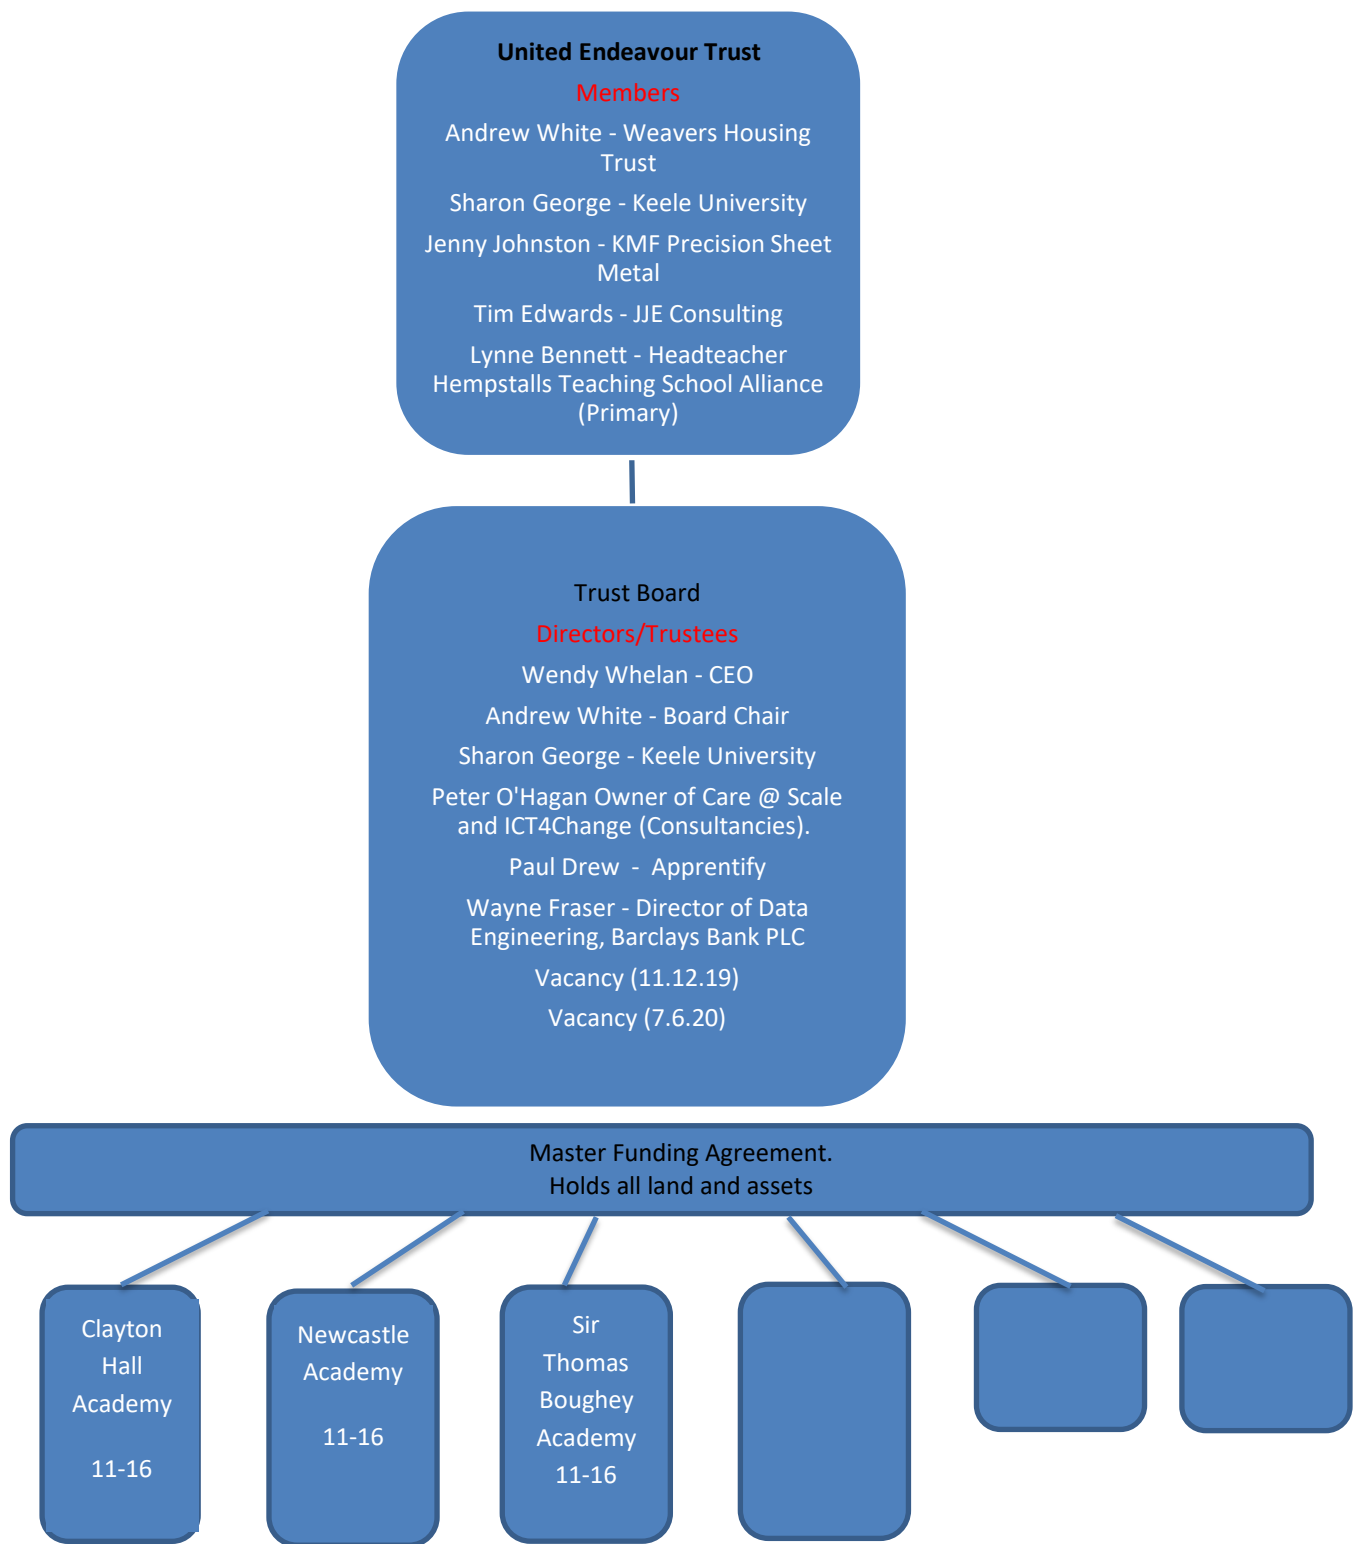 United Endeavour Trust
Members
Andrew White - Weavers Housing
Trust
Sharon George - Keele University
Jenny Johnston - KMF Precision Sheet
Metal
Tim Edwards - JJE Consulting
Lynne Bennett - Headteacher
Hempstalls Teaching School Alliance
(Primary)
Trust Board
Directors/Trustees
Wendy Whelan - CEO
Andrew White - Board Chair
Sharon George - Keele University
Peter O'Hagan Owner of Care @ Scale
and ICT4Change (Consultancies).
Paul Drew - Apprentify
Wayne Fraser - Director of Data
Engineering, Barclays Bank PLC
Vacancy (11.12.19)
Vacancy (7.6.20)
Master Funding Agreement.
Holds all land and assets
Clayton
Hall
Academy
11-16
Newcastle
Academy
11-16
Sir
Thomas
Boughey
Academy
11-16